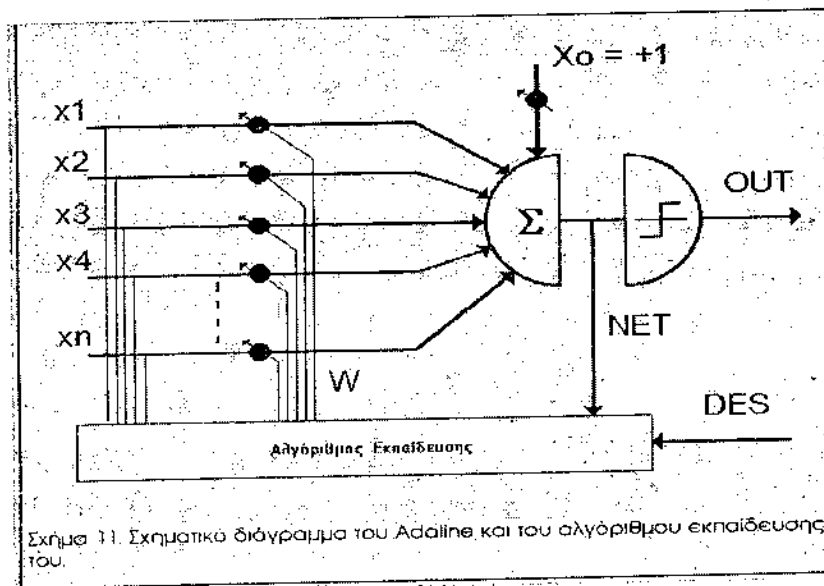 Xo = +1
x1
x2
x3
x4
xn
Σ
OUT
NET
W
DES
Αλγόριθμος Εκπαίδευσης
Σχήμα 11. Σχηματικό διάγραμμα του Adaline και του αλγόριθμου εκπαίδευσης
του.